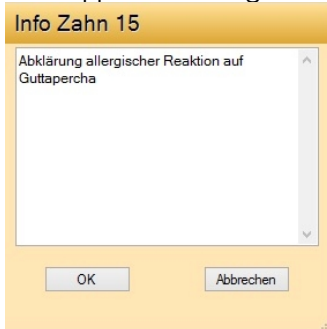 Info Zahn 15
Abklärung allergischer Reaktion auf
Guttapercha
OK
Abbrechen